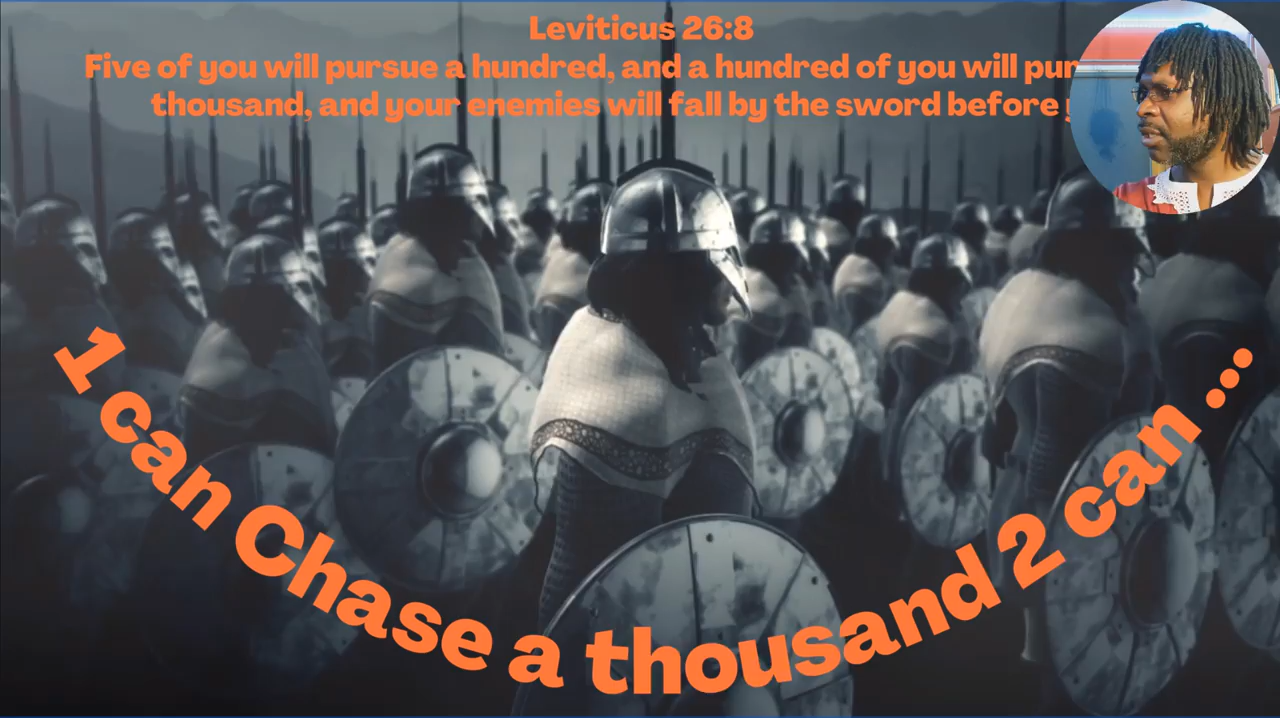 Leviticus 26:8
Five of you will pursue a hundred, and a hundred of you will
thousand, and your enemies will fall by the sword before
1 can Chase a thousand 2 can ...